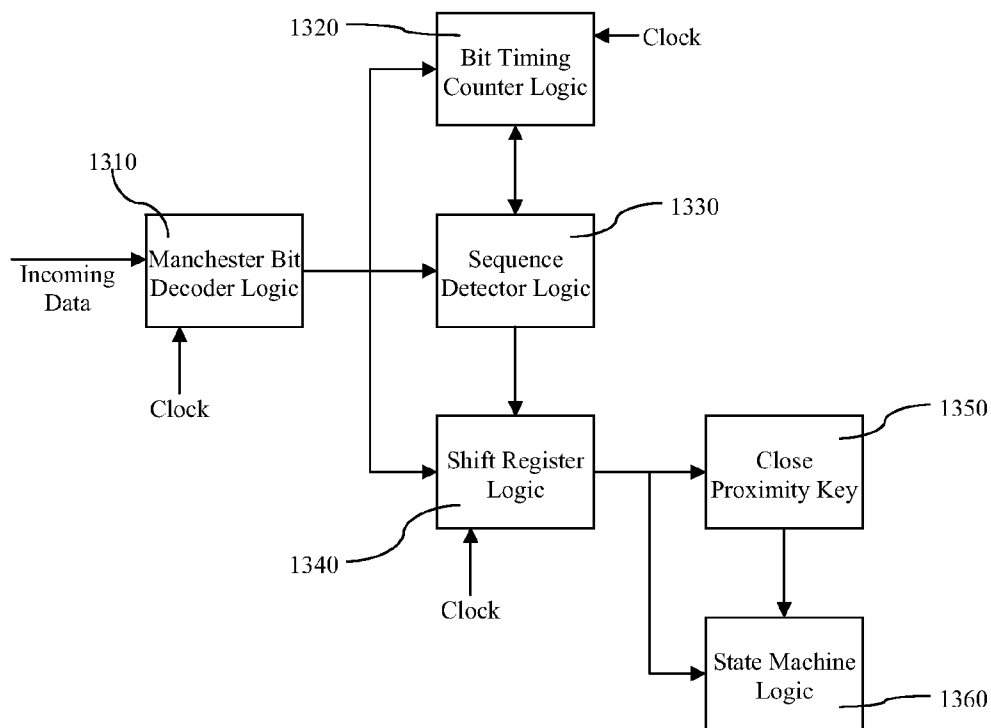 1320
Bit Timing
Counter Logic
Clock
1310
Manchester Bit
Decoder Logic
Incoming
Data
Clock
1330
Sequence
Detector Logic
1350
Shift Register
Logic
Close
Proximity Key
1340
Clock
State Machine
Logic
1360